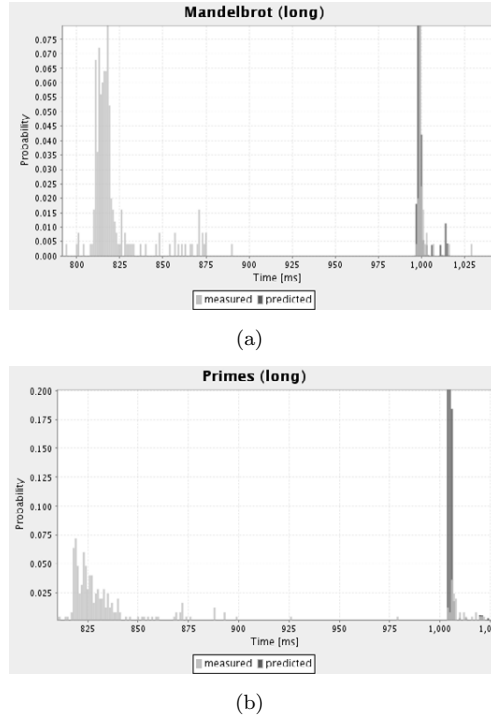 Mandelbrot (long)
0.075
0.070
0.065
0.060
0.055
0.050
0.045
0.040
0.035
0.030
0.025
0.020
0.015
0.010
0.005
0.000
Probability
800 825 850 875 900 925 950 975 1,000 1,025
Time [ms]
measured predicted
(a)
Primes (long)
0.200
0.175
0.150
0.125
0.100
0.075
0.050
0.025
Probability
825 850 875 900 925 950 975 1,000 1,02
Time [ms]
measured predicted
(b)